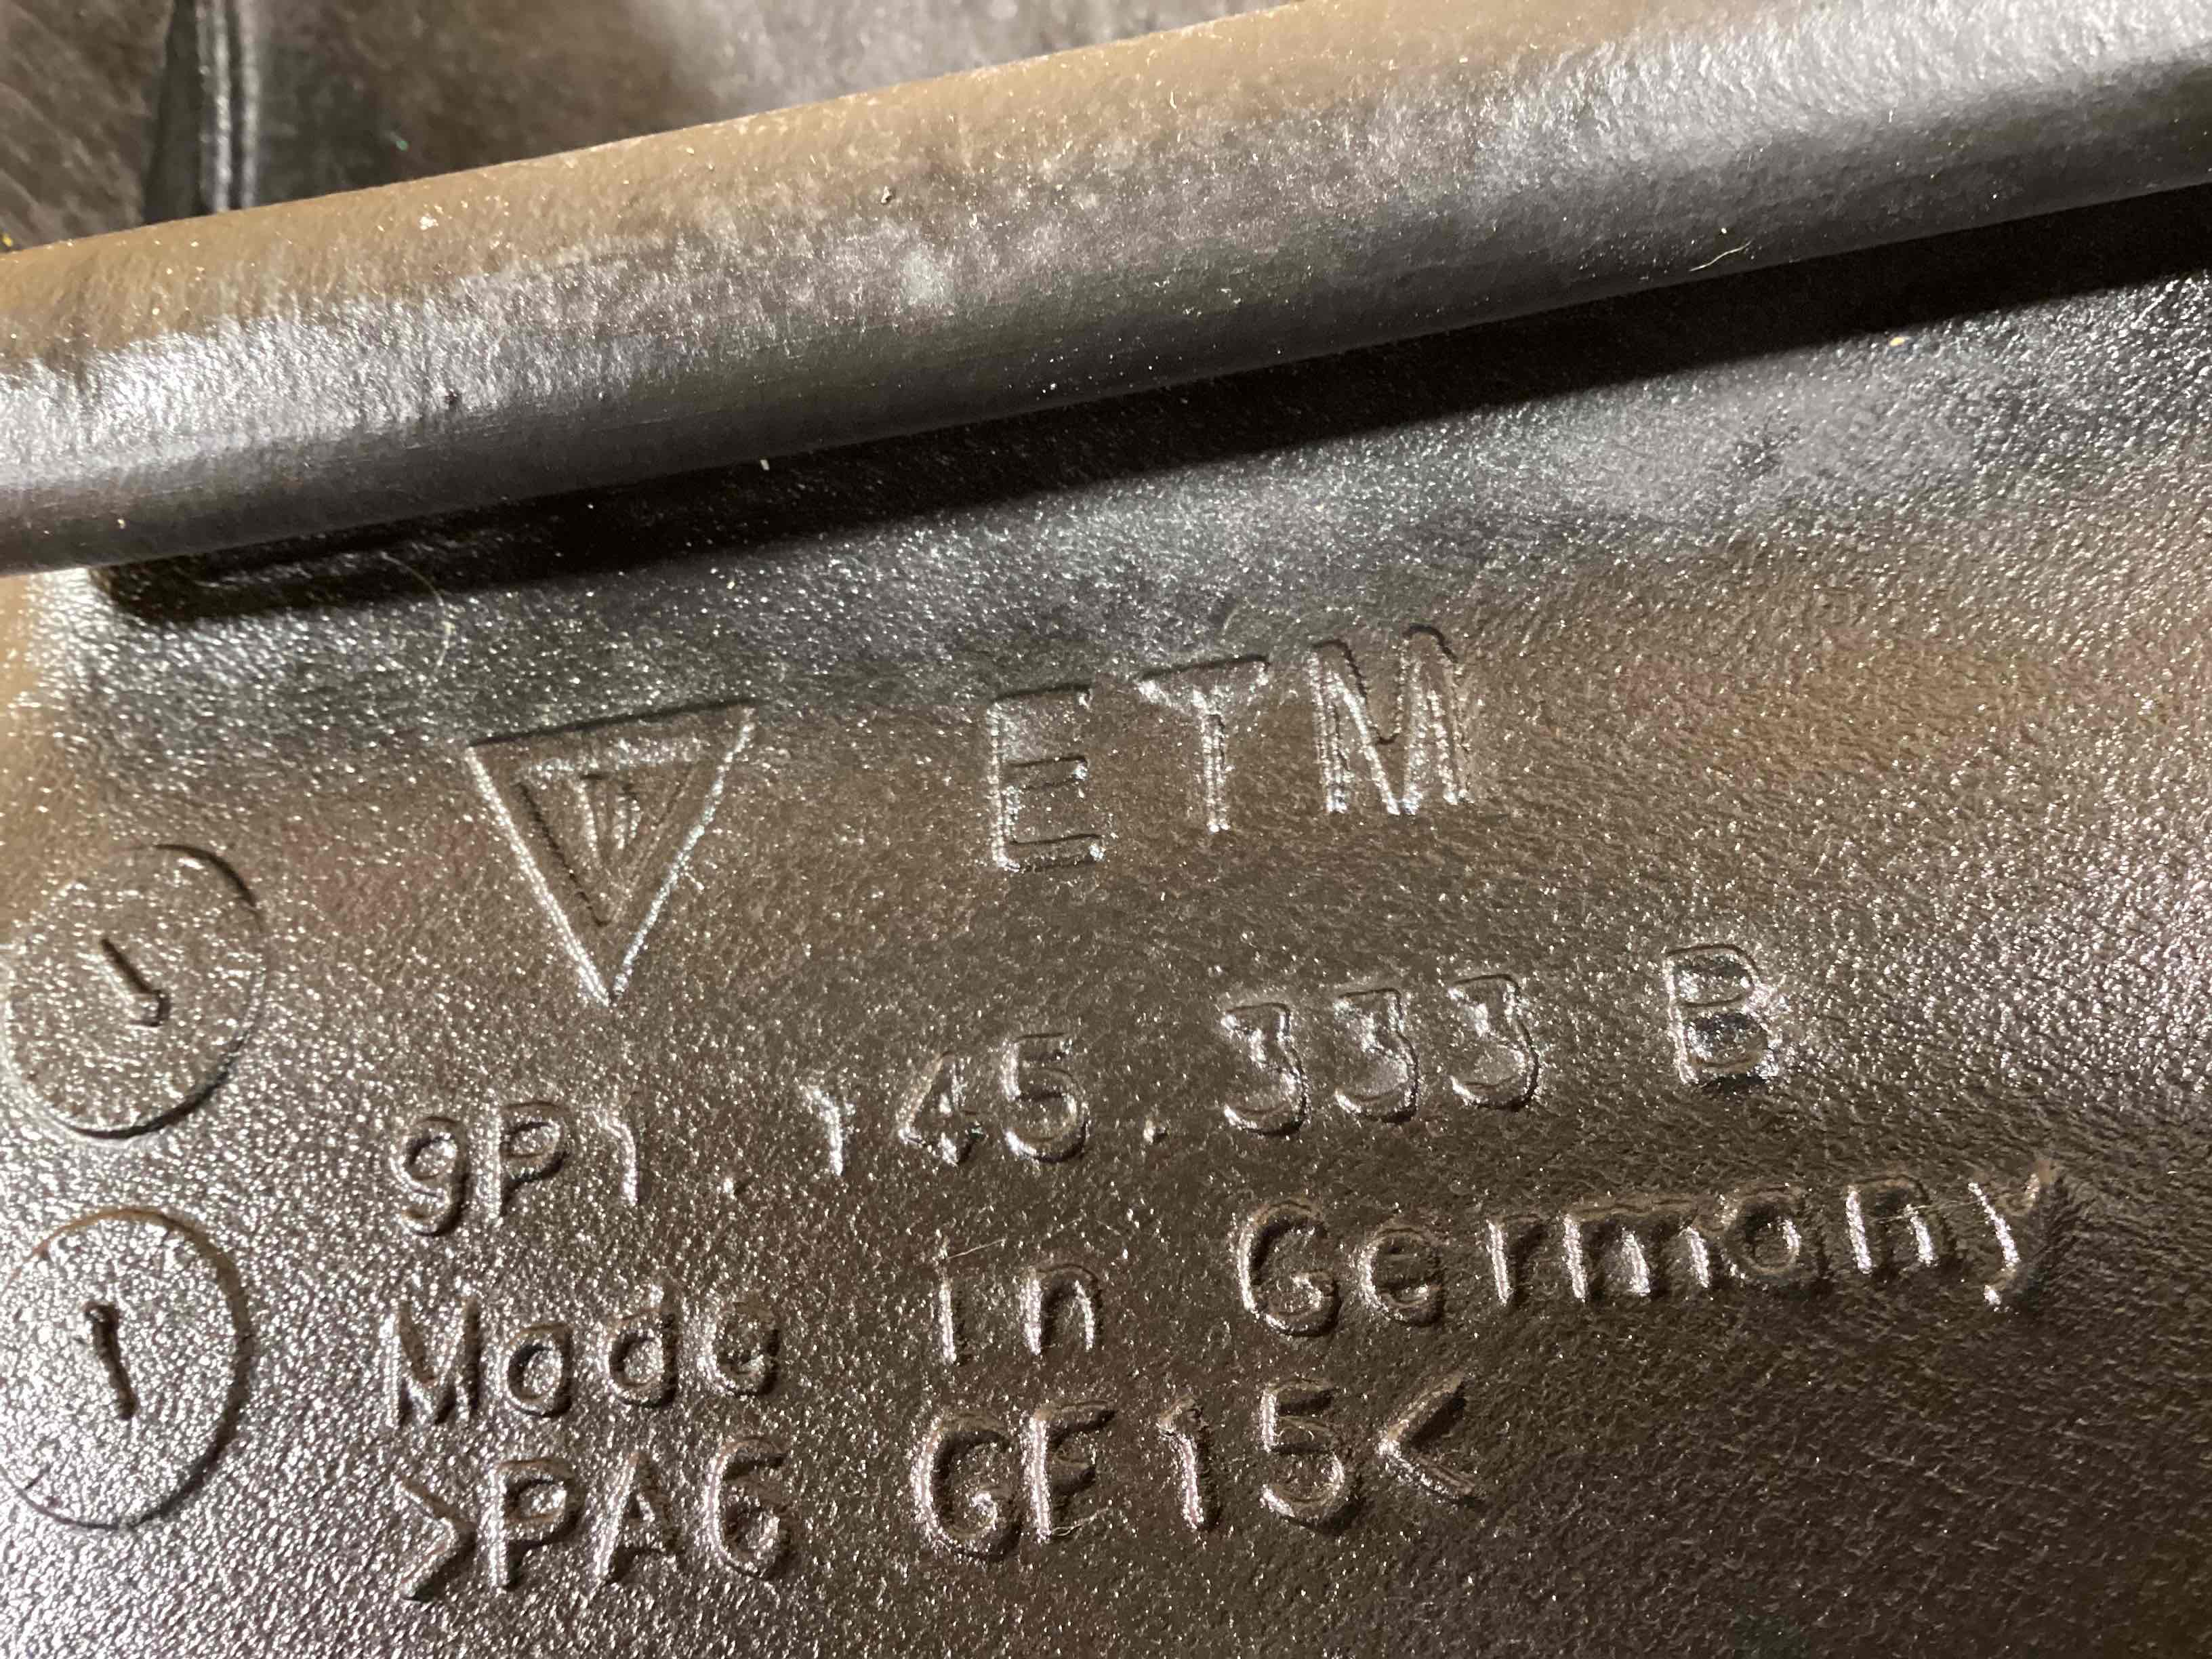 ETM
9P1.145.333 B
Made in Germany
>PA6 GF15<